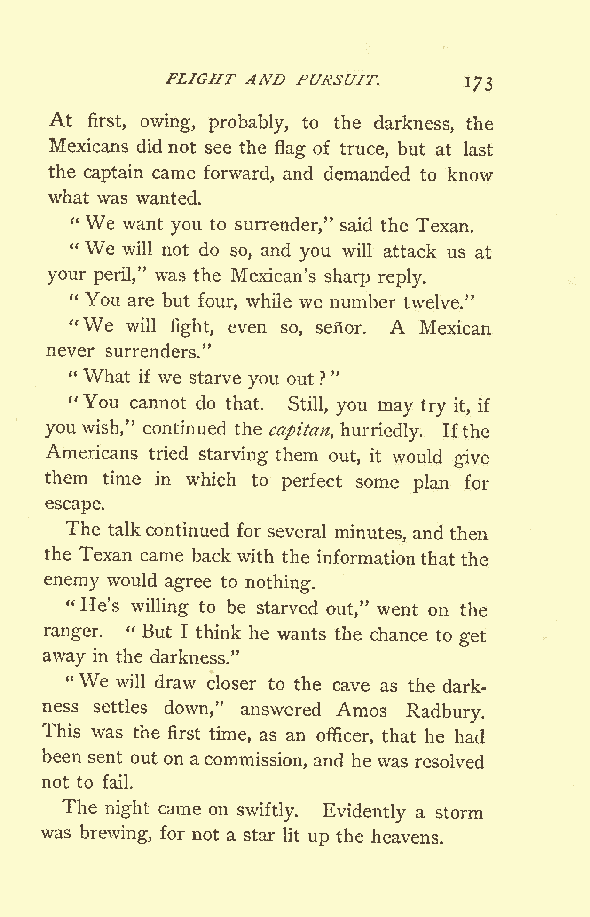 FLIGHT AND PURSUIT. 173
At first, owing, probably, to the darkness, the
Mexicans did not see the flag of truce, but at last
the captain came forward, and demanded to know
what was wanted.
"We want you to surrender," said the Texan.
"We will not do so, and you will attack us at
your peril," was the Mexican's sharp reply.
"You are but four, while we number twelve."
"We will fight, even so, señor. A Mexican
never surrenders."
"What if we starve you out?"
"You cannot do that. Still, you may try it, if
you wish," continued the capitan, hurriedly. If the
Americans tried starving them out, it would give
them time in which to perfect some plan for
escape.
The talk continued for several minutes, and then
the Texan came back with the information that the
enemy would agree to nothing.
"He's willing to be starved out," went on the
ranger. "But I think he wants the chance to get
away in the darkness."
"We will draw closer to the cave as the dark-
ness settles down," answered Amos Radbury.
This was the first time, as an officer, that he had
been sent out on a commission, and he was resolved
not to fail.
The night came on swiftly. Evidently a storm
was brewing, for not a star lit up the heavens.